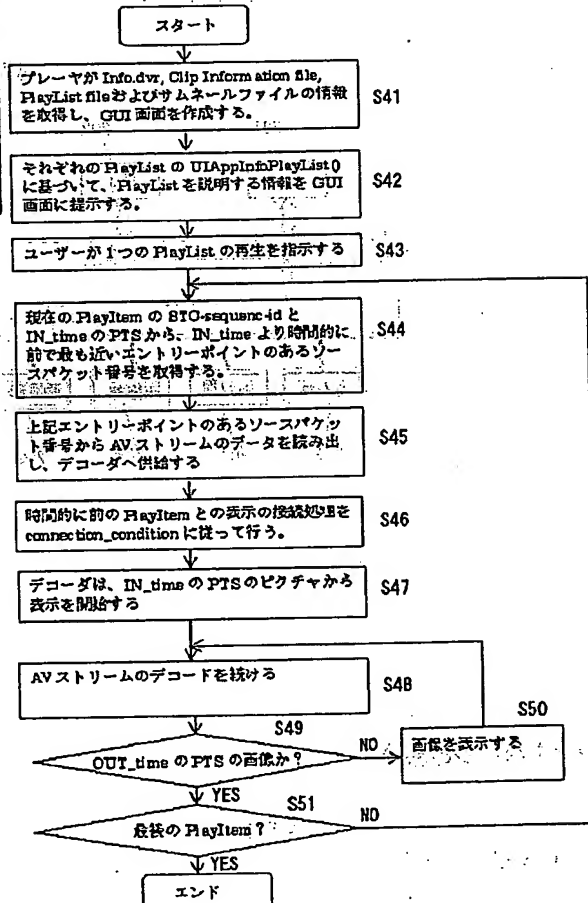 スタート
プレーヤが Info.dvr, Clip Information file,
PlayList fileおよびサムネールファイルの情報
を取得し、GUI 画面を作成する。
S41
それぞれの PlayList の UIAppInfoPlayList()
に基づいて、PlayList を説明する情報を GUI
画面に提示する。
S42
ユーザーが 1つの PlayList の再生を指示する
S43
現在の PlayItem の STC-sequence-id と
IN_time の PTS から、IN_time より時間的に
前で最も近いエントリーポイントのあるソー
スパケット番号を取得する。
S44
上記エントリーポイントのあるソースパケッ
ト番号から AV ストリームのデータを読み出
し、デコーダへ供給する
S45
時間的に前の PlayItem との表示の接続処理を
connection_condition に従って行う。
S46
デコーダは、IN_time の PTS のピクチャから
表示を開始する
S47
AV ストリームのデコードを続ける
S48
S49
OUT_time の PTS の画像か?
NO
S50
画像を表示する
YES
S51
最後の PlayItem?
NO
YES
エンド